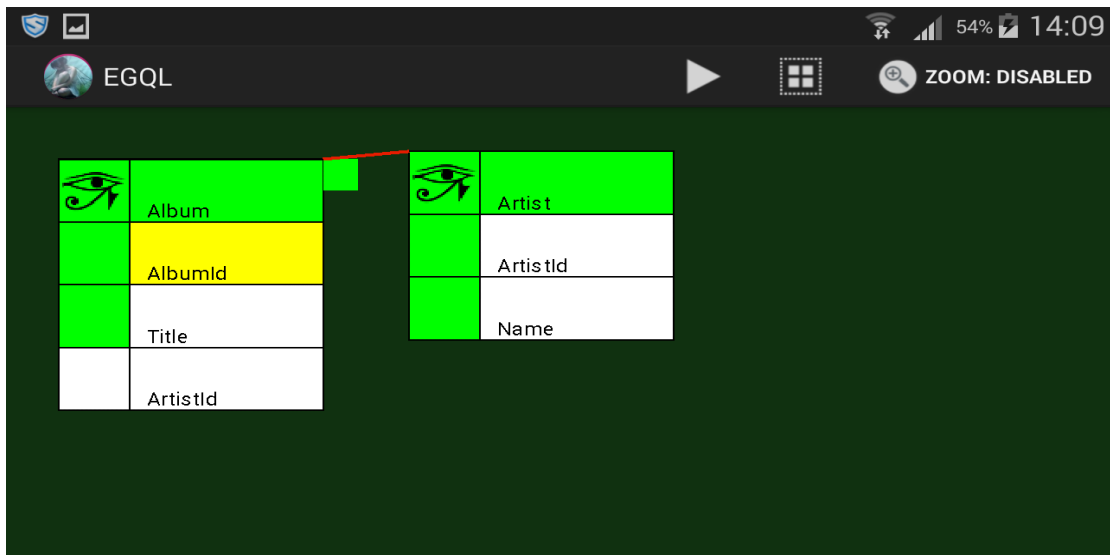 54% 14:09
EGQL ZOOM: DISABLED
Album
AlbumId
Title
ArtistId
Artist
ArtistId
Name